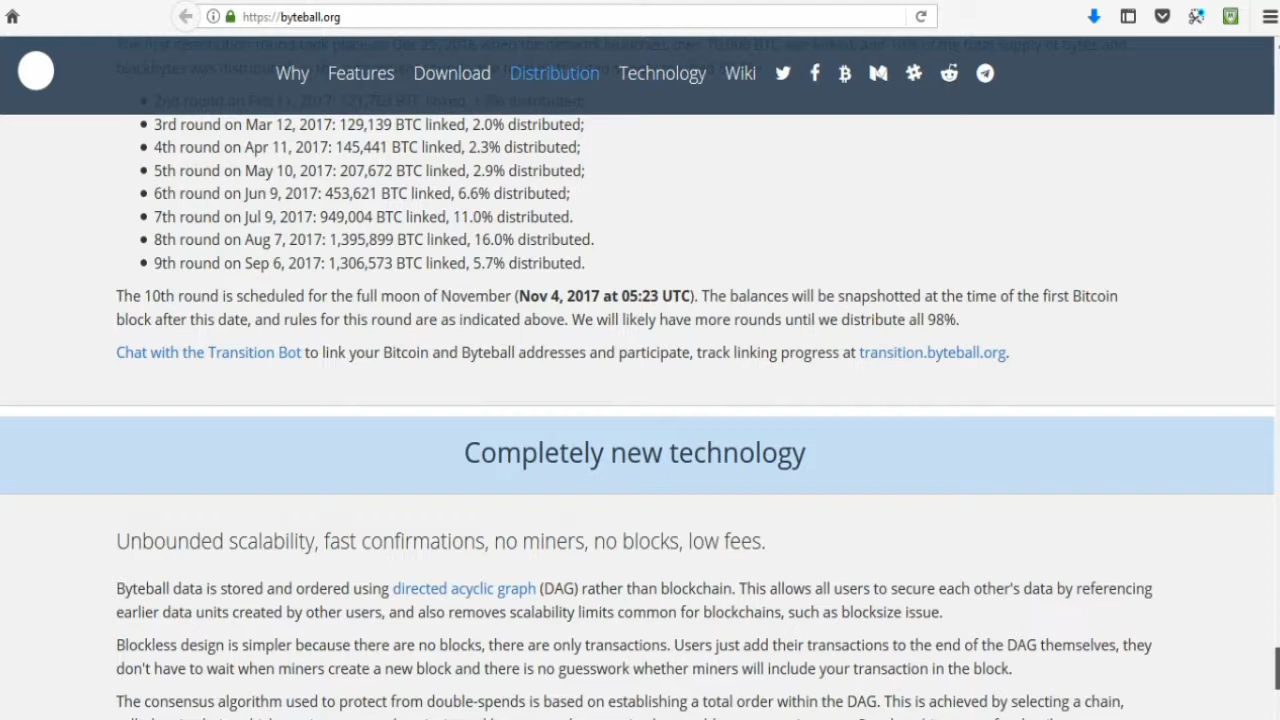 https://byteball.org
Why Features Download Distribution Technology Wiki
3rd round on Mar 12, 2017: 129,139 BTC linked, 2.0% distributed;
4th round on Apr 11, 2017: 145,441 BTC linked, 2.3% distributed;
5th round on May 10, 2017: 207,672 BTC linked, 2.9% distributed;
6th round on Jun 9, 2017: 453,621 BTC linked, 6.6% distributed;
7th round on Jul 9, 2017: 949,004 BTC linked, 11.0% distributed.
8th round on Aug 7, 2017: 1,395,899 BTC linked, 16.0% distributed.
9th round on Sep 6, 2017: 1,306,573 BTC linked, 5.7% distributed.
The 10th round is scheduled for the full moon of November (Nov 4, 2017 at 05:23 UTC). The balances will be snapshotted at the time of the first Bitcoin
block after this date, and rules for this round are as indicated above. We will likely have more rounds until we distribute all 98%.
Chat with the Transition Bot to link your Bitcoin and Byteball addresses and participate, track linking progress at transition.byteball.org.
Completely new technology
Unbounded scalability, fast confirmations, no miners, no blocks, low fees.
Byteball data is stored and ordered using directed acyclic graph (DAG) rather than blockchain. This allows all users to secure each other's data by referencing
earlier data units created by other users, and also removes scalability limits common for blockchains, such as blocksize issue.
Blockless design is simpler because there are no blocks, there are only transactions. Users just add their transactions to the end of the DAG themselves, they
don't have to wait when miners create a new block and there is no guesswork whether miners will include your transaction in the block.
The consensus algorithm used to protect from double-spends is based on establishing a total order within the DAG. This is achieved by selecting a chain,